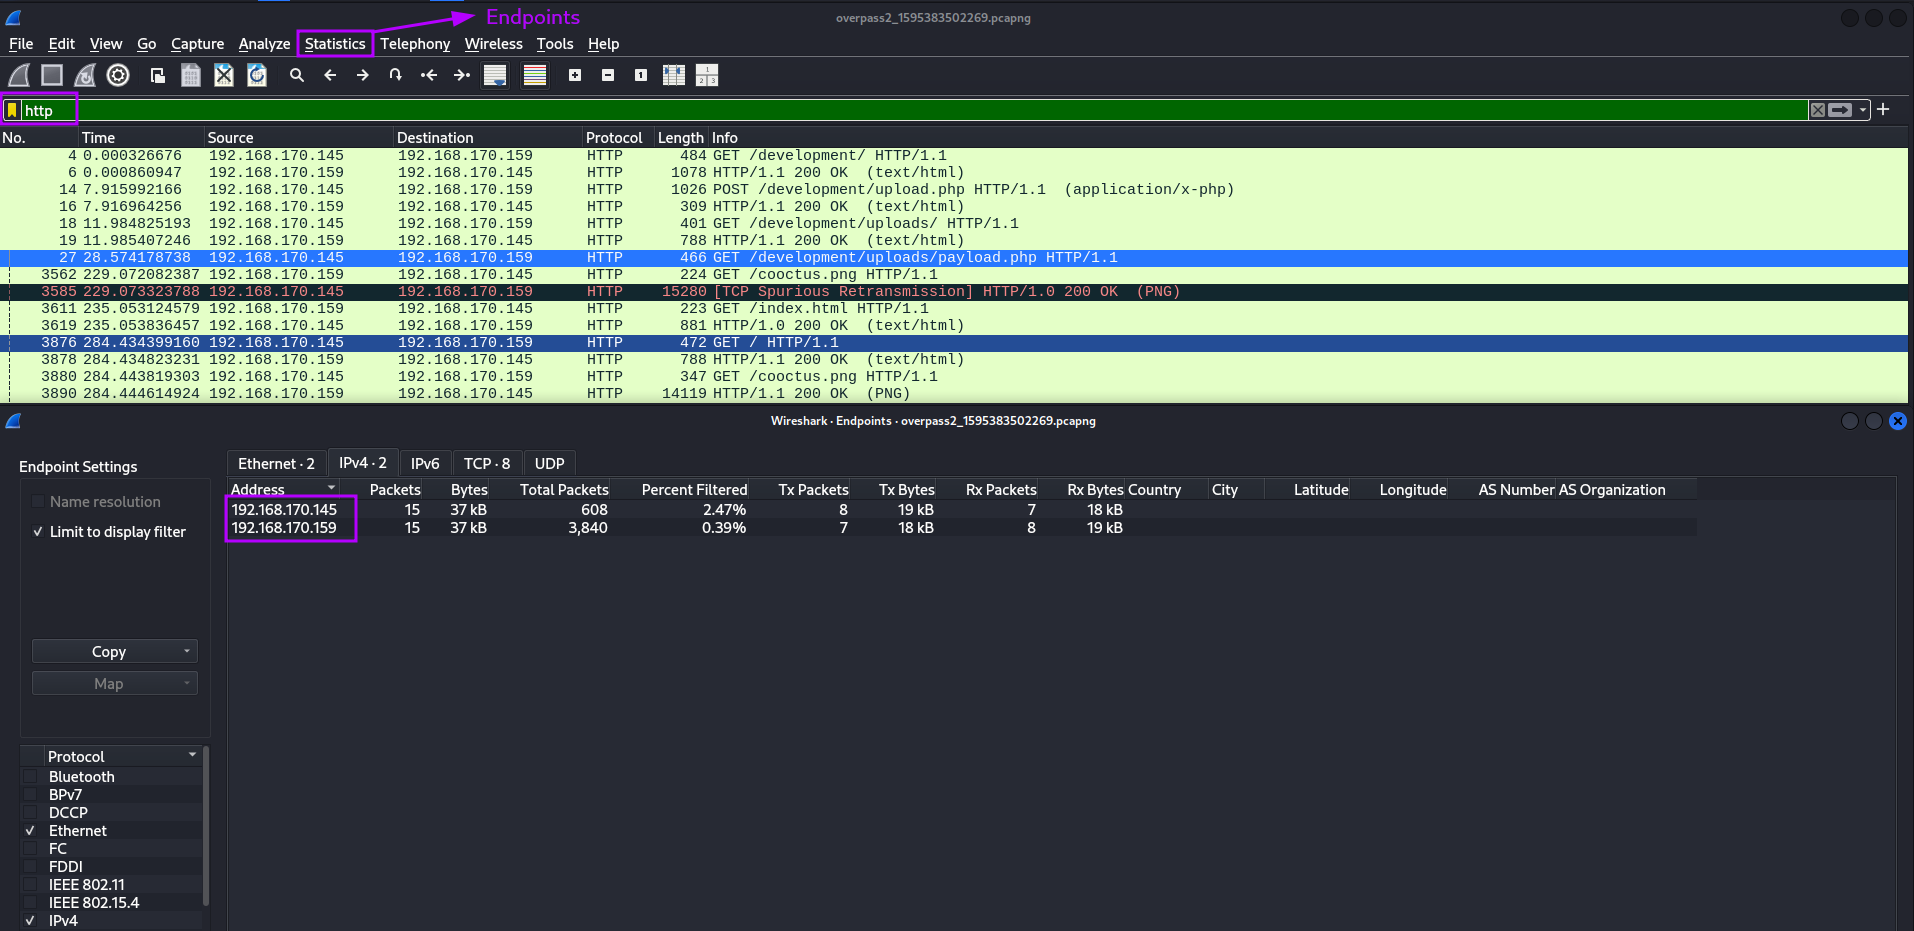 Endpoints
overpass2_1595383502269.pcapng
File Edit View Go Capture Analyze Statistics Telephony Wireless Tools Help
http
No. Time Source Destination Protocol Length Info
4 0.000326676 192.168.170.145 192.168.170.159 HTTP 484 GET /development/ HTTP/1.1
6 0.000860947 192.168.170.159 192.168.170.145 HTTP 1078 HTTP/1.1 200 OK (text/html)
14 7.915992166 192.168.170.145 192.168.170.159 HTTP 1026 POST /development/upload.php HTTP/1.1 (application/x-php)
16 7.916964256 192.168.170.159 192.168.170.145 HTTP 309 HTTP/1.1 200 OK (text/html)
18 11.984825193 192.168.170.145 192.168.170.159 HTTP 401 GET /development/uploads/ HTTP/1.1
19 11.985407246 192.168.170.159 192.168.170.145 HTTP 788 HTTP/1.1 200 OK (text/html)
27 28.574178738 192.168.170.145 192.168.170.159 HTTP 466 GET /development/uploads/payload.php HTTP/1.1
3562 229.072082387 192.168.170.159 192.168.170.145 HTTP 224 GET /cooctus.png HTTP/1.1
3585 229.073323788 192.168.170.145 192.168.170.159 HTTP 15280 [TCP Spurious Retransmission] HTTP/1.0 200 OK (PNG)
3611 235.053124579 192.168.170.159 192.168.170.145 HTTP 223 GET /index.html HTTP/1.1
3619 235.053836457 192.168.170.145 192.168.170.159 HTTP 881 HTTP/1.0 200 OK (text/html)
3876 284.434399160 192.168.170.145 192.168.170.159 HTTP 472 GET / HTTP/1.1
3878 284.434823231 192.168.170.159 192.168.170.145 HTTP 788 HTTP/1.1 200 OK (text/html)
3880 284.443819303 192.168.170.145 192.168.170.159 HTTP 347 GET /cooctus.png HTTP/1.1
3890 284.444614924 192.168.170.159 192.168.170.145 HTTP 14119 HTTP/1.1 200 OK (PNG)
Wireshark · Endpoints · overpass2_1595383502269.pcapng
Endpoint Settings
Name resolution
Limit to display filter
Copy
Map
Protocol
Bluetooth
BPv7
DCCP
Ethernet
FC
FDDI
IEEE 802.11
IEEE 802.15.4
IPv4
Ethernet · 2 IPv4 · 2 IPv6 TCP · 8 UDP
Address Packets Bytes Total Packets Percent Filtered Tx Packets Tx Bytes Rx Packets Rx Bytes Country City Latitude Longitude AS Number AS Organization
192.168.170.145 15 37 kB 608 2.47% 8 19 kB 7 18 kB
192.168.170.159 15 37 kB 3,840 0.39% 7 18 kB 8 19 kB